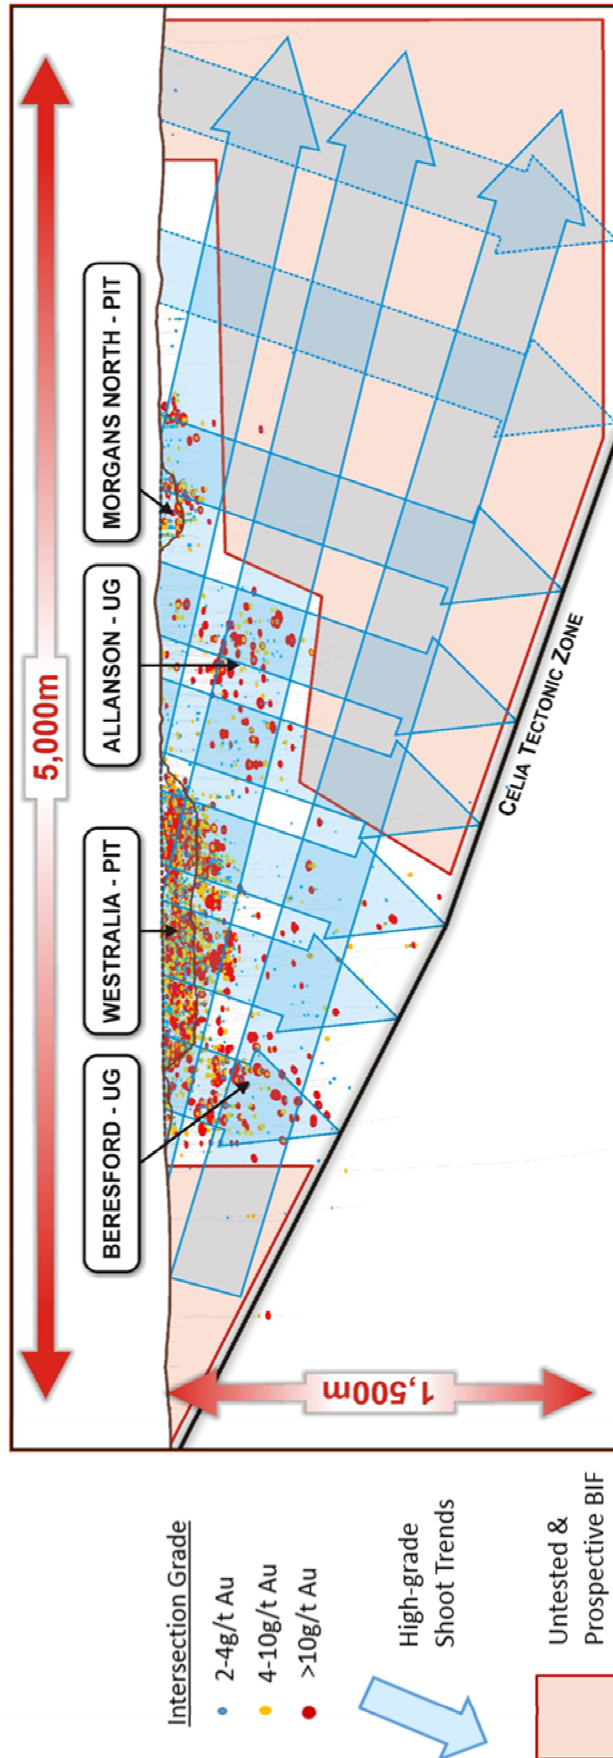 5,000m
BERESFORD - UG
WESTRALIA - PIT
ALLANSON - UG
MORGANS NORTH - PIT
1,500m
CELIA TECTONIC ZONE
Intersection Grade
2-4g/t Au
4-10g/t Au
>10g/t Au
High-grade
Shoot Trends
Untested &
Prospective BIF